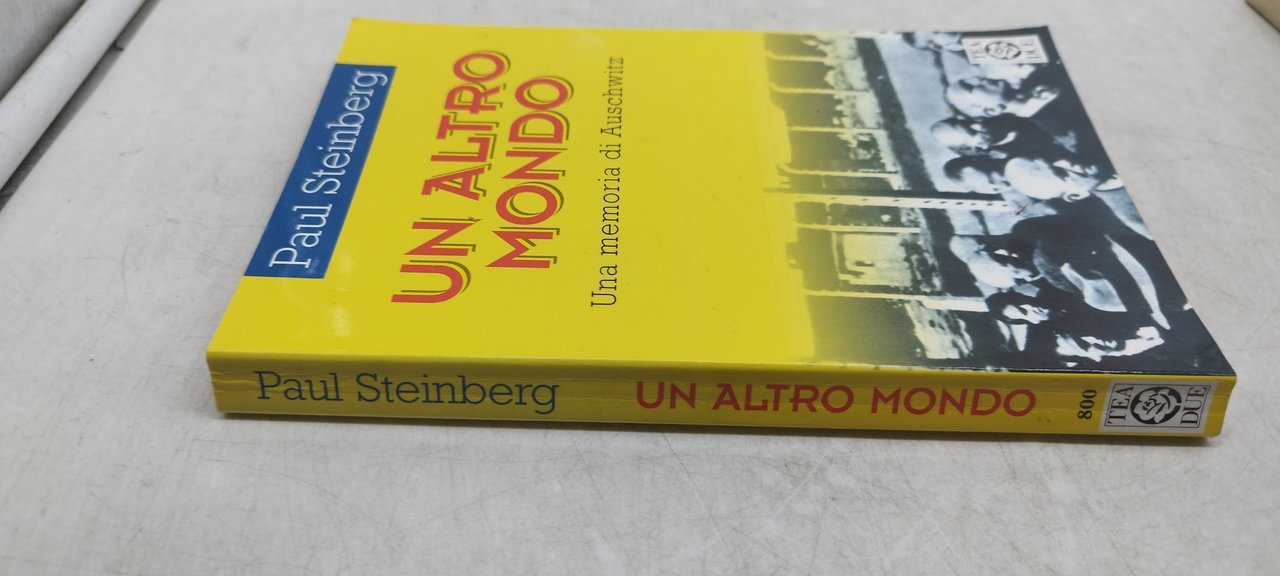 Paul Steinberg
UN ALTRO
MONDO
Una memoria di Auschwitz
TEA
DUE
Paul Steinberg
UN ALTRO MONDO
800
TEA
DUE